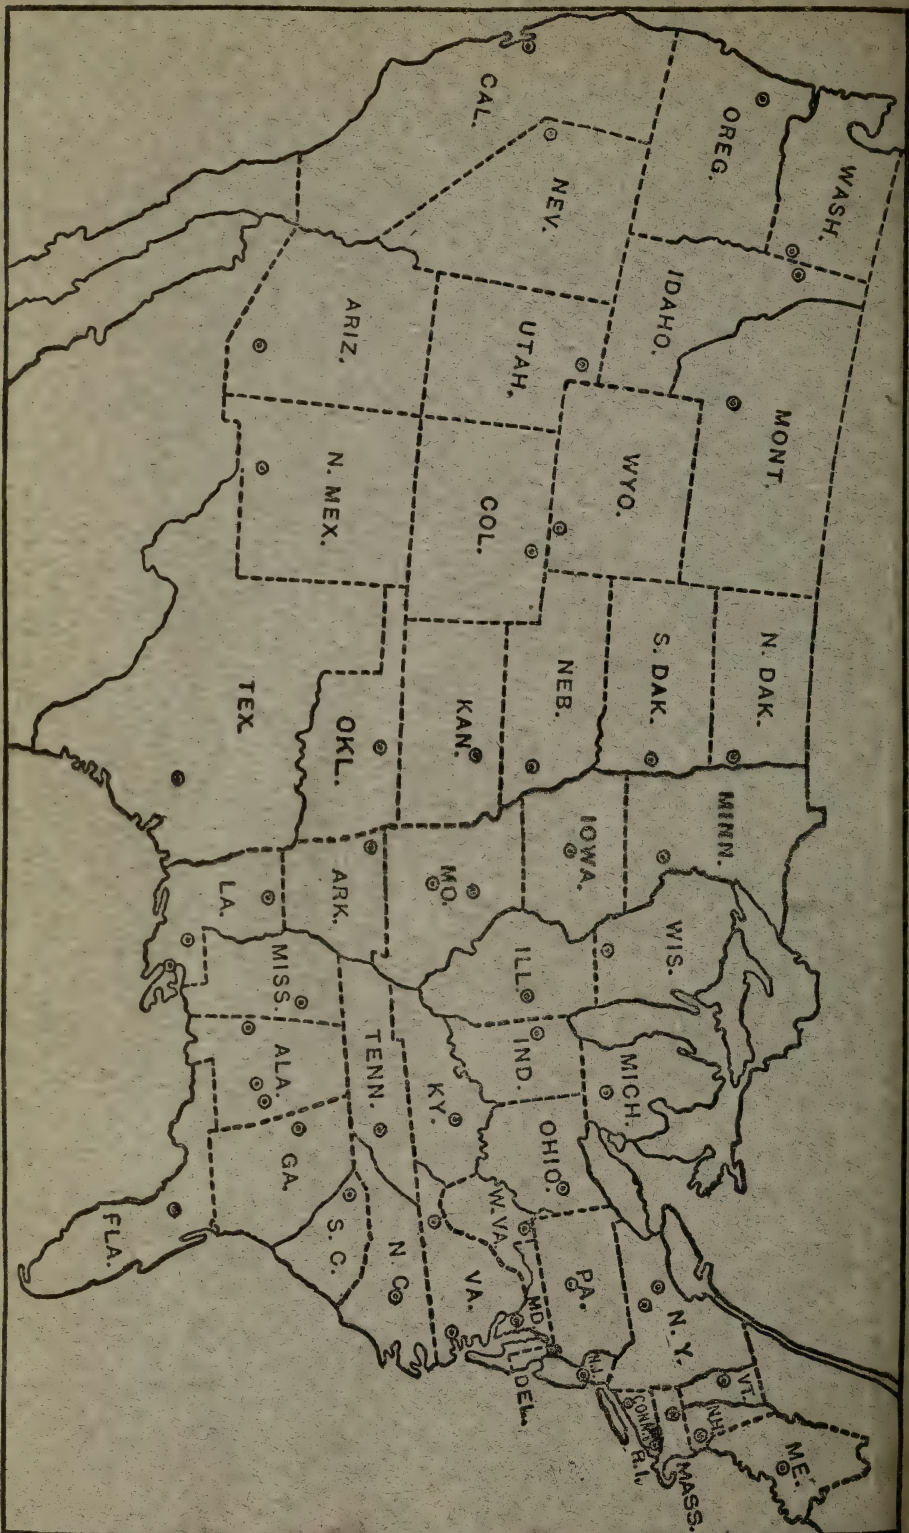 WASH.
OREG.
CAL.
NEV.
IDAHO.
MONT.
WYO.
UTAH.
ARIZ.
COL.
N. MEX.
N. DAK.
S. DAK.
NEB.
KAN.
OKL.
TEX.
MINN.
IOWA.
MO.
ARK.
LA.
WIS.
ILL.
MICH.
IND.
OHIO.
KY.
TENN.
MISS.
ALA.
GA.
FLA.
S. C.
N. C.
VA.
W. VA.
MD.
DEL.
PA.
N. J.
N. Y.
CONN.
R. I.
MASS.
VT.
N H.
ME.